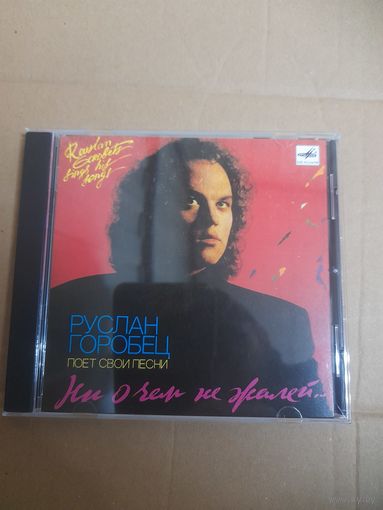 Ruslan
Gorobets
sings his
songs
РУСЛАН
ГОРОБЕЦ
ПОЕТ СВОИ ПЕСНИ
Ни о чем не жалей...